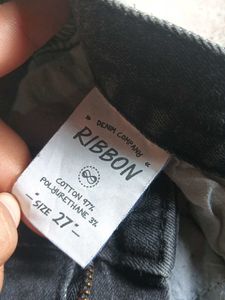 » DENIM COMPANY «
RIBBON
COTTON 97%
POLYURETHANE 3%
- "SIZE 27" -